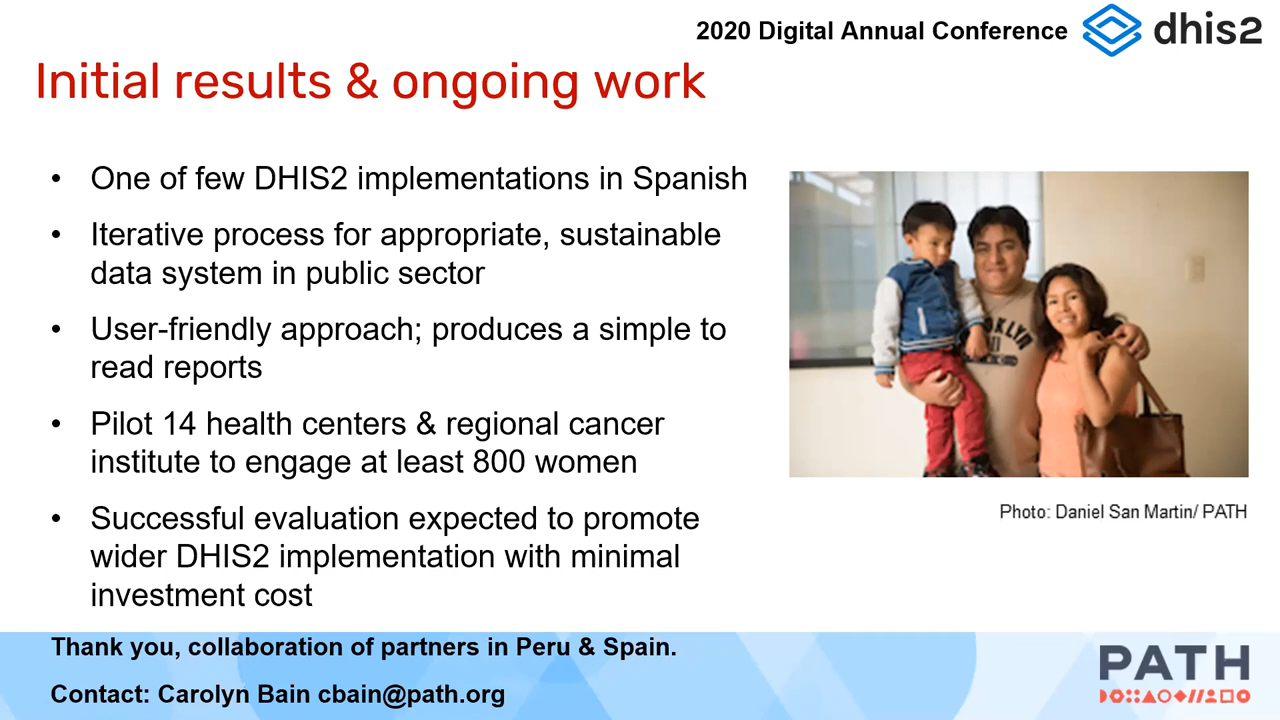 2020 Digital Annual Conference
dhis2
Initial results & ongoing work
• One of few DHIS2 implementations in Spanish
• Iterative process for appropriate, sustainable
data system in public sector
• User-friendly approach; produces a simple to
read reports
• Pilot 14 health centers & regional cancer
institute to engage at least 800 women
• Successful evaluation expected to promote
wider DHIS2 implementation with minimal
investment cost
Photo: Daniel San Martin/ PATH
Thank you, collaboration of partners in Peru & Spain.
Contact: Carolyn Bain cbain@path.org
PATH